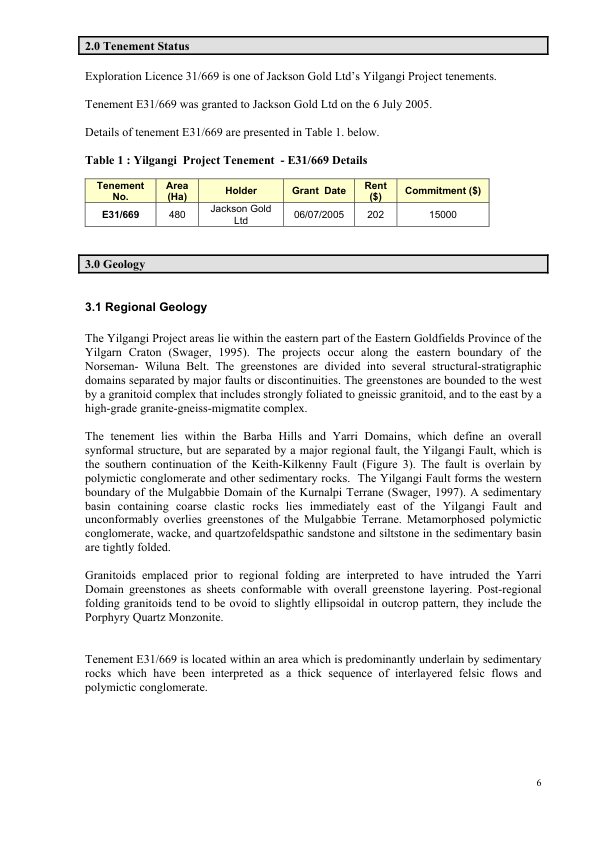 2.0 Tenement Status
Exploration Licence 31/669 is one of Jackson Gold Ltd's Yilgangi Project tenements.
Tenement E31/669 was granted to Jackson Gold Ltd on the 6 July 2005.
Details of tenement E31/669 are presented in Table 1. below.
Table 1 : Yilgangi  Project Tenement  - E31/669 Details
Tenement No. Area (Ha) Holder Grant  Date Rent ($) Commitment ($)
E31/669 480 Jackson Gold Ltd 06/07/2005 202 15000
3.0 Geology
3.1 Regional Geology
The Yilgangi Project areas lie within the eastern part of the Eastern Goldfields Province of the
Yilgarn Craton (Swager, 1995). The projects occur along the eastern boundary of the
Norseman- Wiluna Belt. The greenstones are divided into several structural-stratigraphic
domains separated by major faults or discontinuities. The greenstones are bounded to the west
by a granitoid complex that includes strongly foliated to gneissic granitoid, and to the east by a
high-grade granite-gneiss-migmatite complex.
The tenement lies within the Barba Hills and Yarri Domains, which define an overall
synformal structure, but are separated by a major regional fault, the Yilgangi Fault, which is
the southern continuation of the Keith-Kilkenny Fault (Figure 3). The fault is overlain by
polymictic conglomerate and other sedimentary rocks.  The Yilgangi Fault forms the western
boundary of the Mulgabbie Domain of the Kurnalpi Terrane (Swager, 1997). A sedimentary
basin containing coarse clastic rocks lies immediately east of the Yilgangi Fault and
unconformably overlies greenstones of the Mulgabbie Terrane. Metamorphosed polymictic
conglomerate, wacke, and quartzofeldspathic sandstone and siltstone in the sedimentary basin
are tightly folded.
Granitoids emplaced prior to regional folding are interpreted to have intruded the Yarri
Domain greenstones as sheets conformable with overall greenstone layering. Post-regional
folding granitoids tend to be ovoid to slightly ellipsoidal in outcrop pattern, they include the
Porphyry Quartz Monzonite.
Tenement E31/669 is located within an area which is predominantly underlain by sedimentary
rocks which have been interpreted as a thick sequence of interlayered felsic flows and
polymictic conglomerate.
6